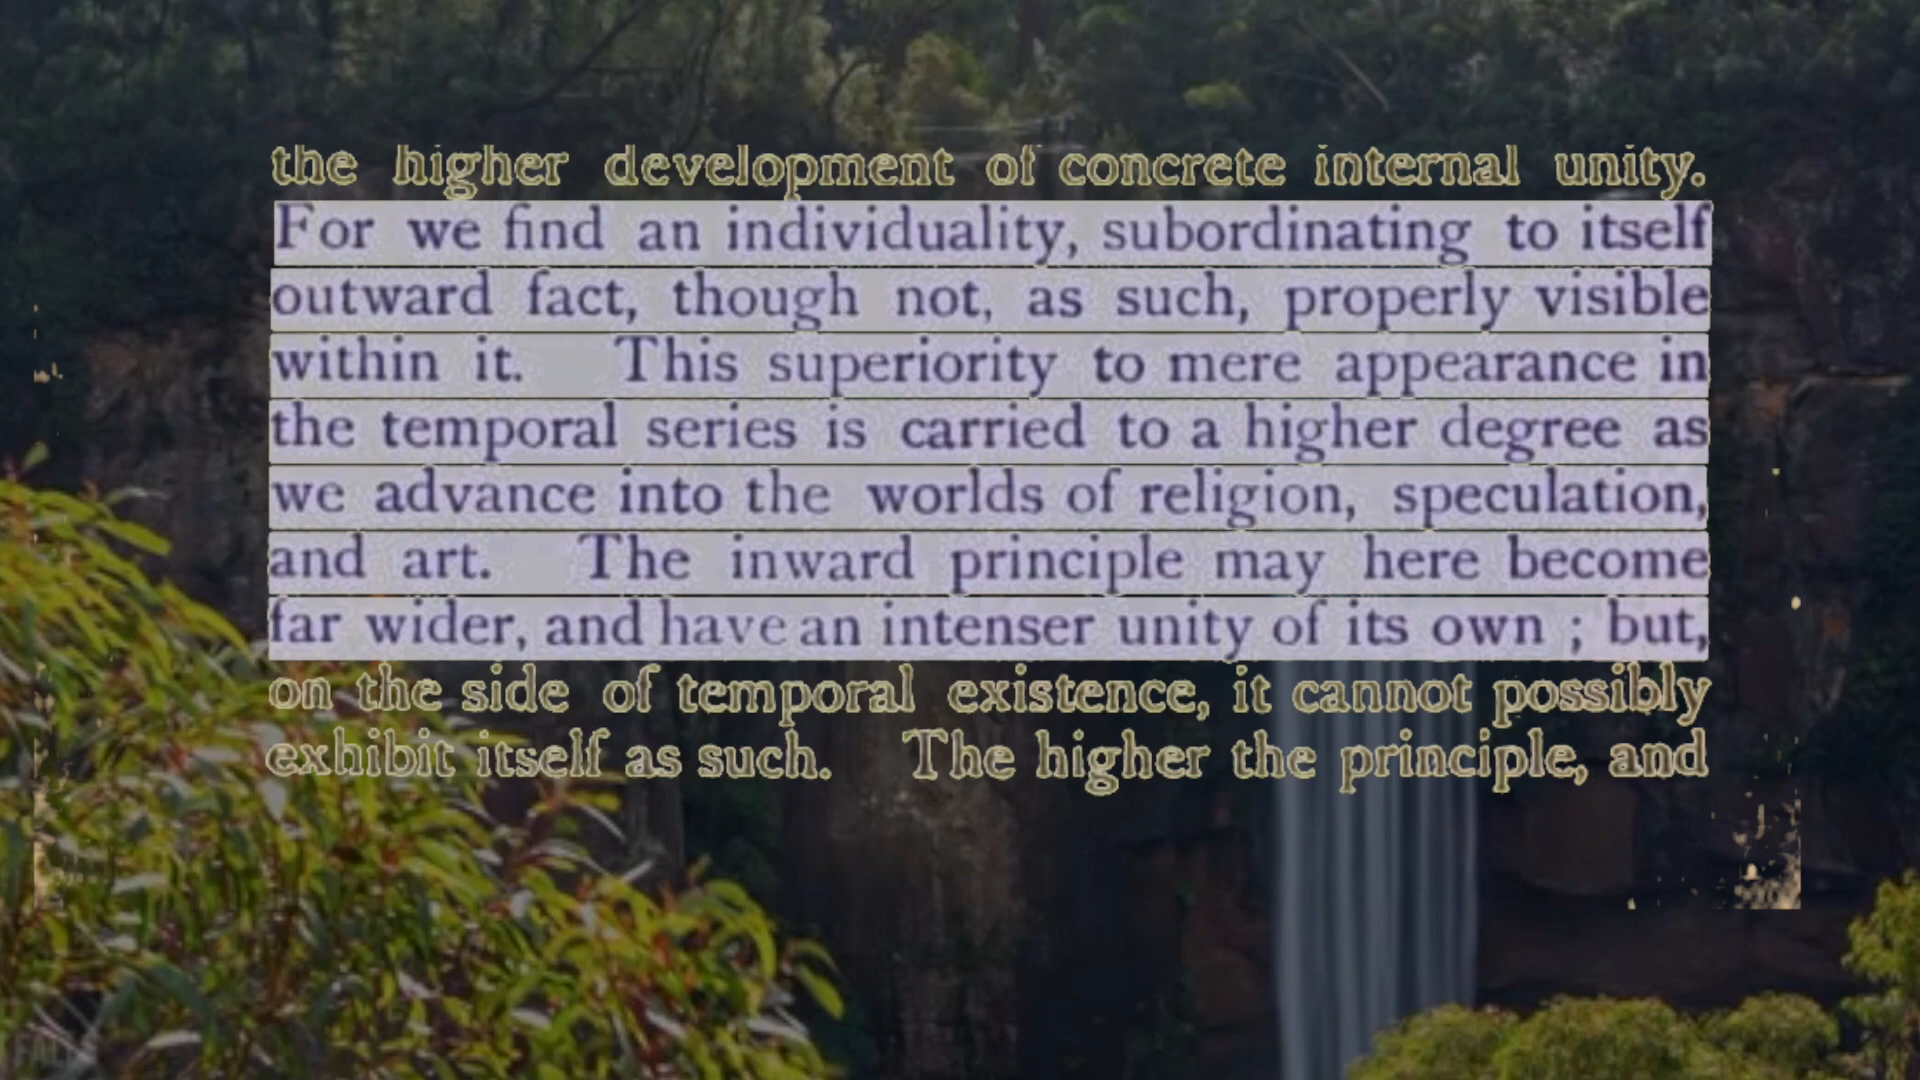 the higher development of concrete internal unity.
For we find an individuality, subordinating to itself
outward fact, though not, as such, properly visible
within it. This superiority to mere appearance in
the temporal series is carried to a higher degree as
we advance into the worlds of religion, speculation,
and art. The inward principle may here become
far wider, and have an intenser unity of its own ; but,
on the side of temporal existence, it cannot possibly
exhibit itself as such. The higher the principle, and